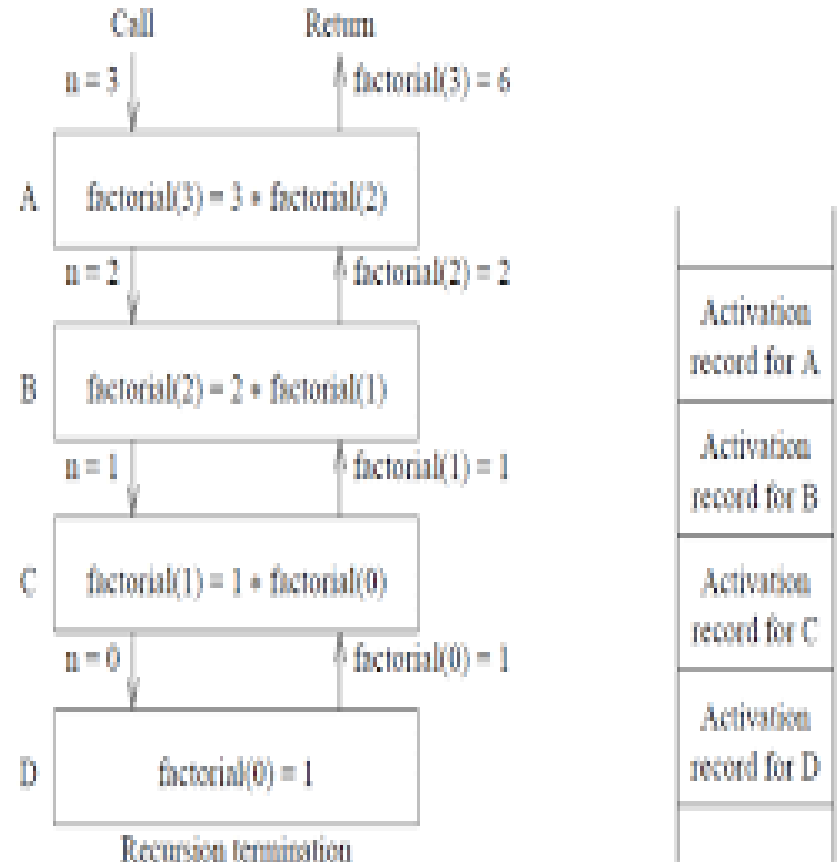 Call
Return
n = 3
factorial(3) = 6
A
factorial(3) = 3 * factorial(2)
n = 2
factorial(2) = 2
B
factorial(2) = 2 * factorial(1)
n = 1
factorial(1) = 1
C
factorial(1) = 1 * factorial(0)
n = 0
factorial(0) = 1
D
factorial(0) = 1
Recursion termination
Activation
record for A
Activation
record for B
Activation
record for C
Activation
record for D